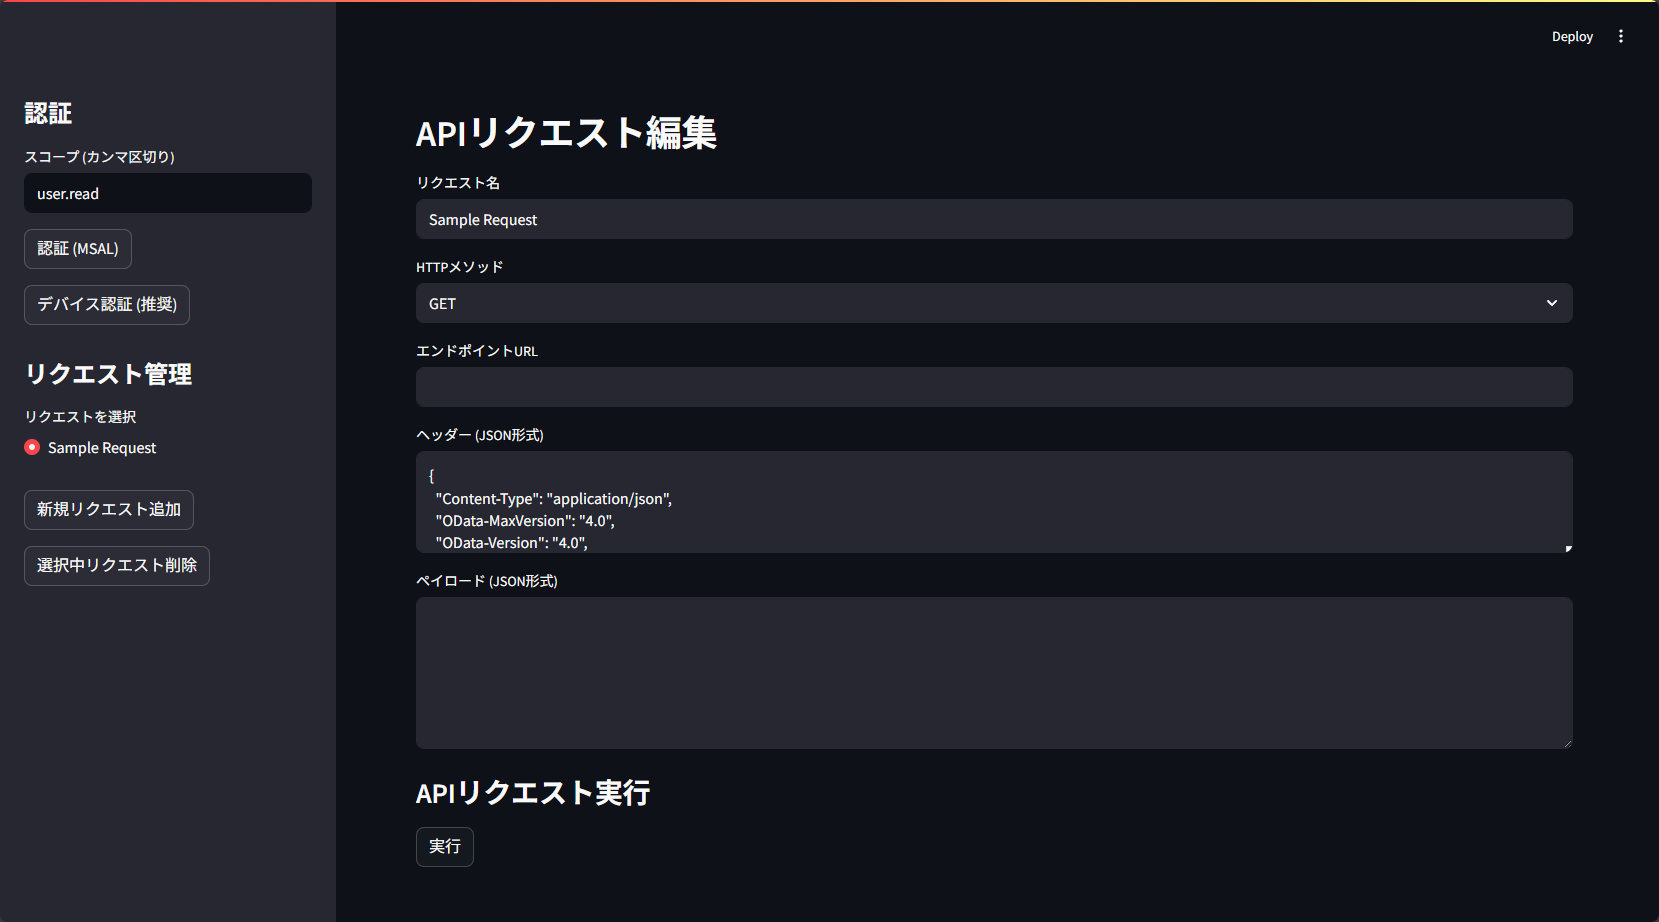 Deploy
認証
スコープ (カンマ区切り)
user.read
認証 (MSAL)
デバイス認証 (推奨)
リクエスト管理
リクエストを選択
Sample Request
新規リクエスト追加
選択中リクエスト削除
APIリクエスト編集
リクエスト名
Sample Request
HTTPメソッド
GET
エンドポイントURL
ヘッダー (JSON形式)
{
"Content-Type": "application/json",
"OData-MaxVersion": "4.0",
"OData-Version": "4.0",
ペイロード (JSON形式)
APIリクエスト実行
実行